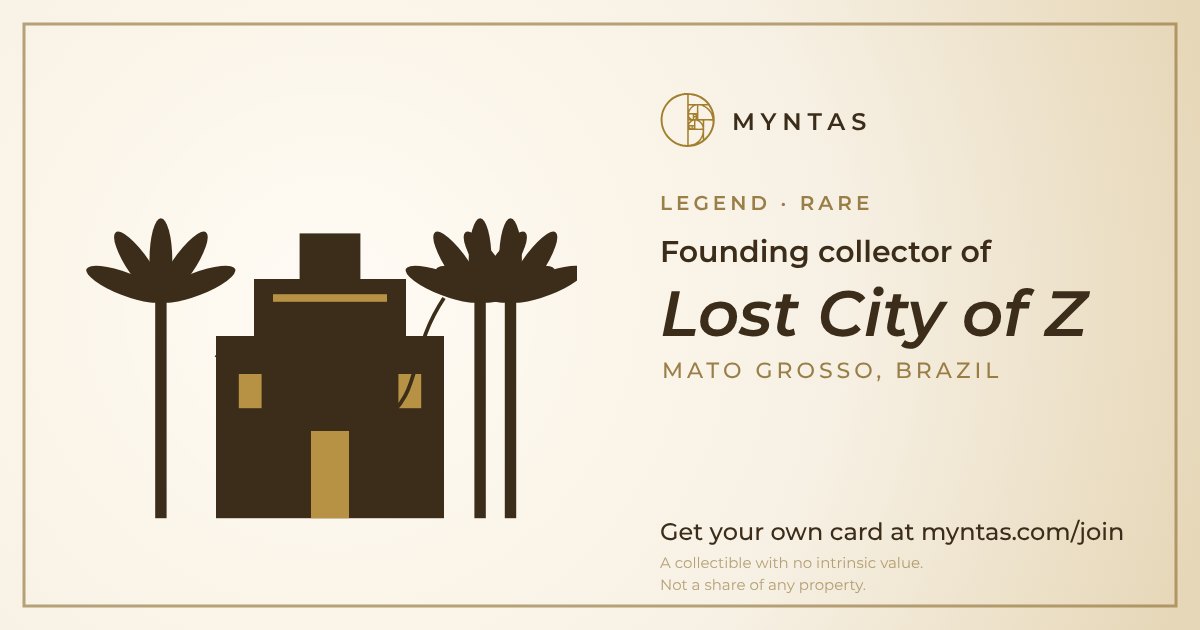 MYNTAS
LEGEND · RARE
Founding collector of
Lost City of Z
MATO GROSSO, BRAZIL
Get your own card at myntas.com/join
A collectible with no intrinsic value.
Not a share of any property.